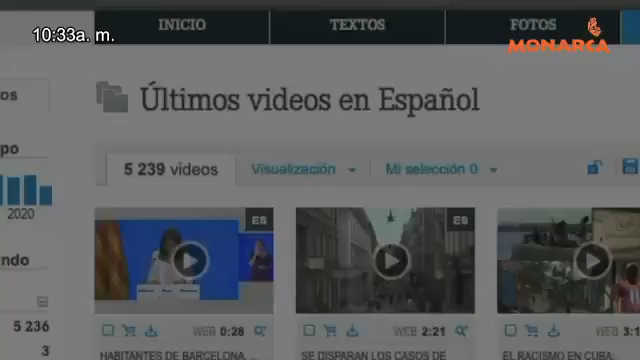 10:33a. m.
INICIO
TEXTOS
FOTOS
MONARCA
os
Últimos videos en Español
po
5 239 videos
Visualización
Mi selección 0
2020
ndo
ES
ES
5 236
WEB 0:28
WEB 2:21
WEB 3:1
3
HABITANTES DE BARCELONA,
SE DISPARAN LOS CASOS DE
EL RACISMO EN CUBA,